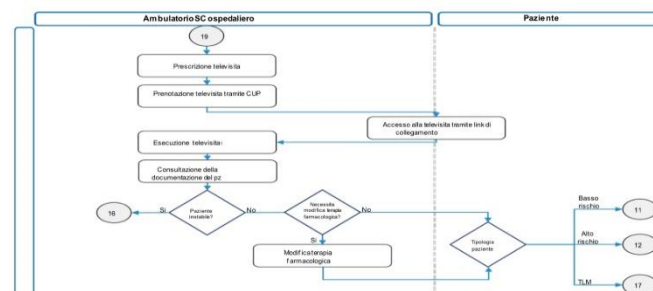 Ambulatorio SC ospedaliero
Paziente
19
Prescrizione televisita
Prenotazione televisita tramite CUP
Accesso alla televisita tramite link di
collegamento
Esecuzione televisita
Consultazione della
documentazione del pz
Paziente
instabile?
Si
16
No
Necessita
modifica terapia
farmacologica?
No
Si
Modifica terapia
farmacologica
Tipologia
paziente
Basso
rischio
11
Alto
rischio
12
TLM
17